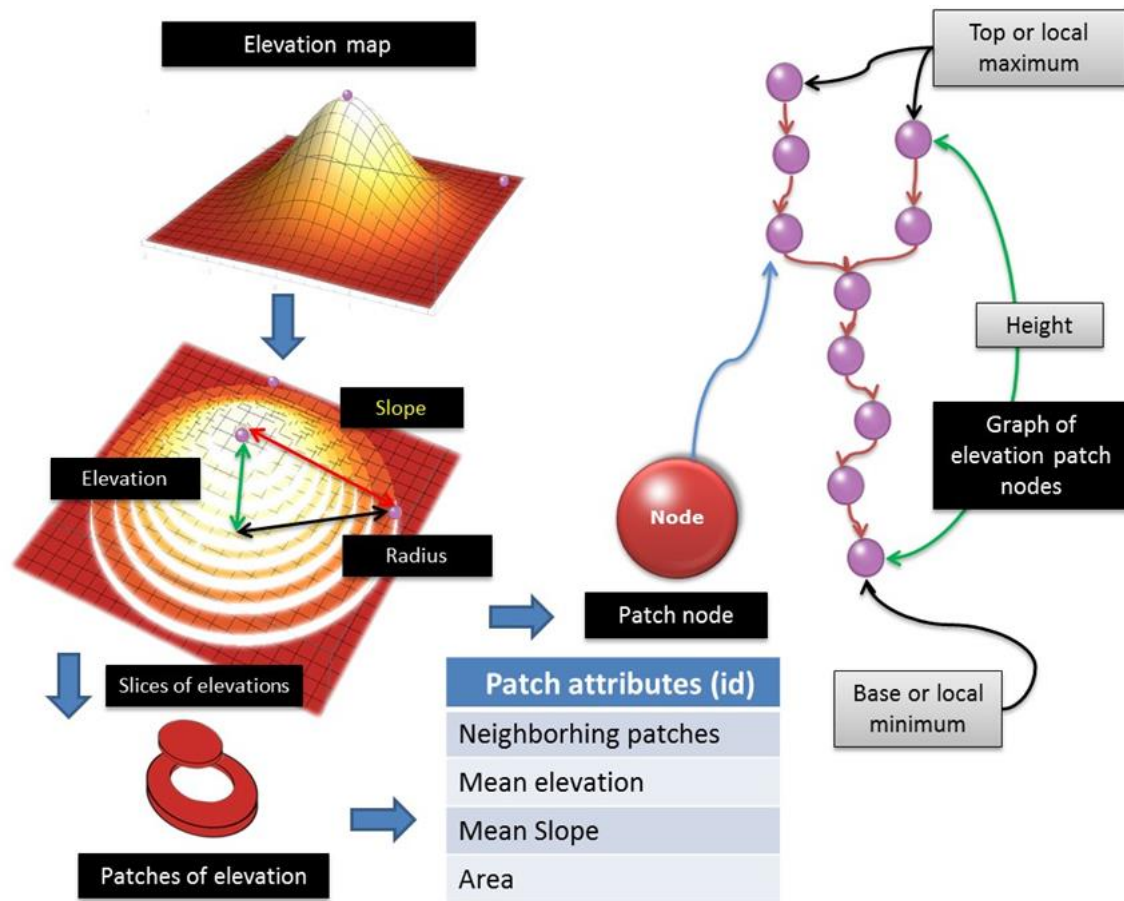 Elevation map
Top or local
maximum
Slope
Elevation
Radius
Height
Graph of
elevation patch
nodes
Node
Patch node
Slices of elevations
Patch attributes (id)
Neighborhing patches
Mean elevation
Mean Slope
Area
Base or local
minimum
Patches of elevation